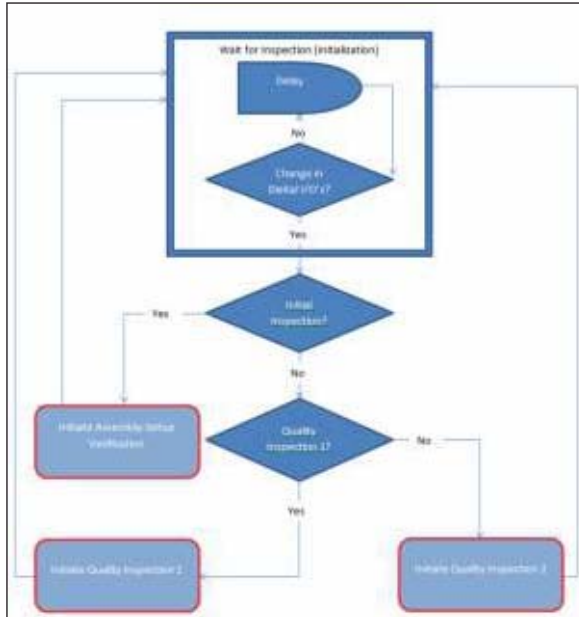 Wait for Inspection (Initialization)
Delay
No
Change in
Digital I/O's?
Yes
Initial
Inspection?
Yes
No
Initiate Assembly Setup
Verification
Quality
Inspection 1?
No
Yes
Initiate Quality Inspection 1
Initiate Quality Inspection 2